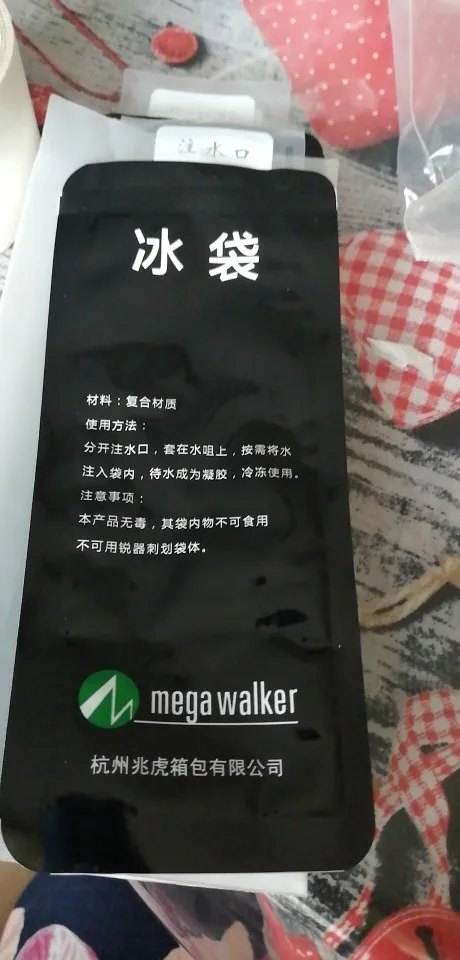 注水口
冰袋
材料：复合材质
使用方法：
分开注水口，套在水咀上，按需将水
注入袋内，待水成为凝胶，冷冻使用。
注意事项：
本产品无毒，其袋内物不可食用
不可用锐器刺划袋体。
mega walker
杭州兆虎箱包有限公司